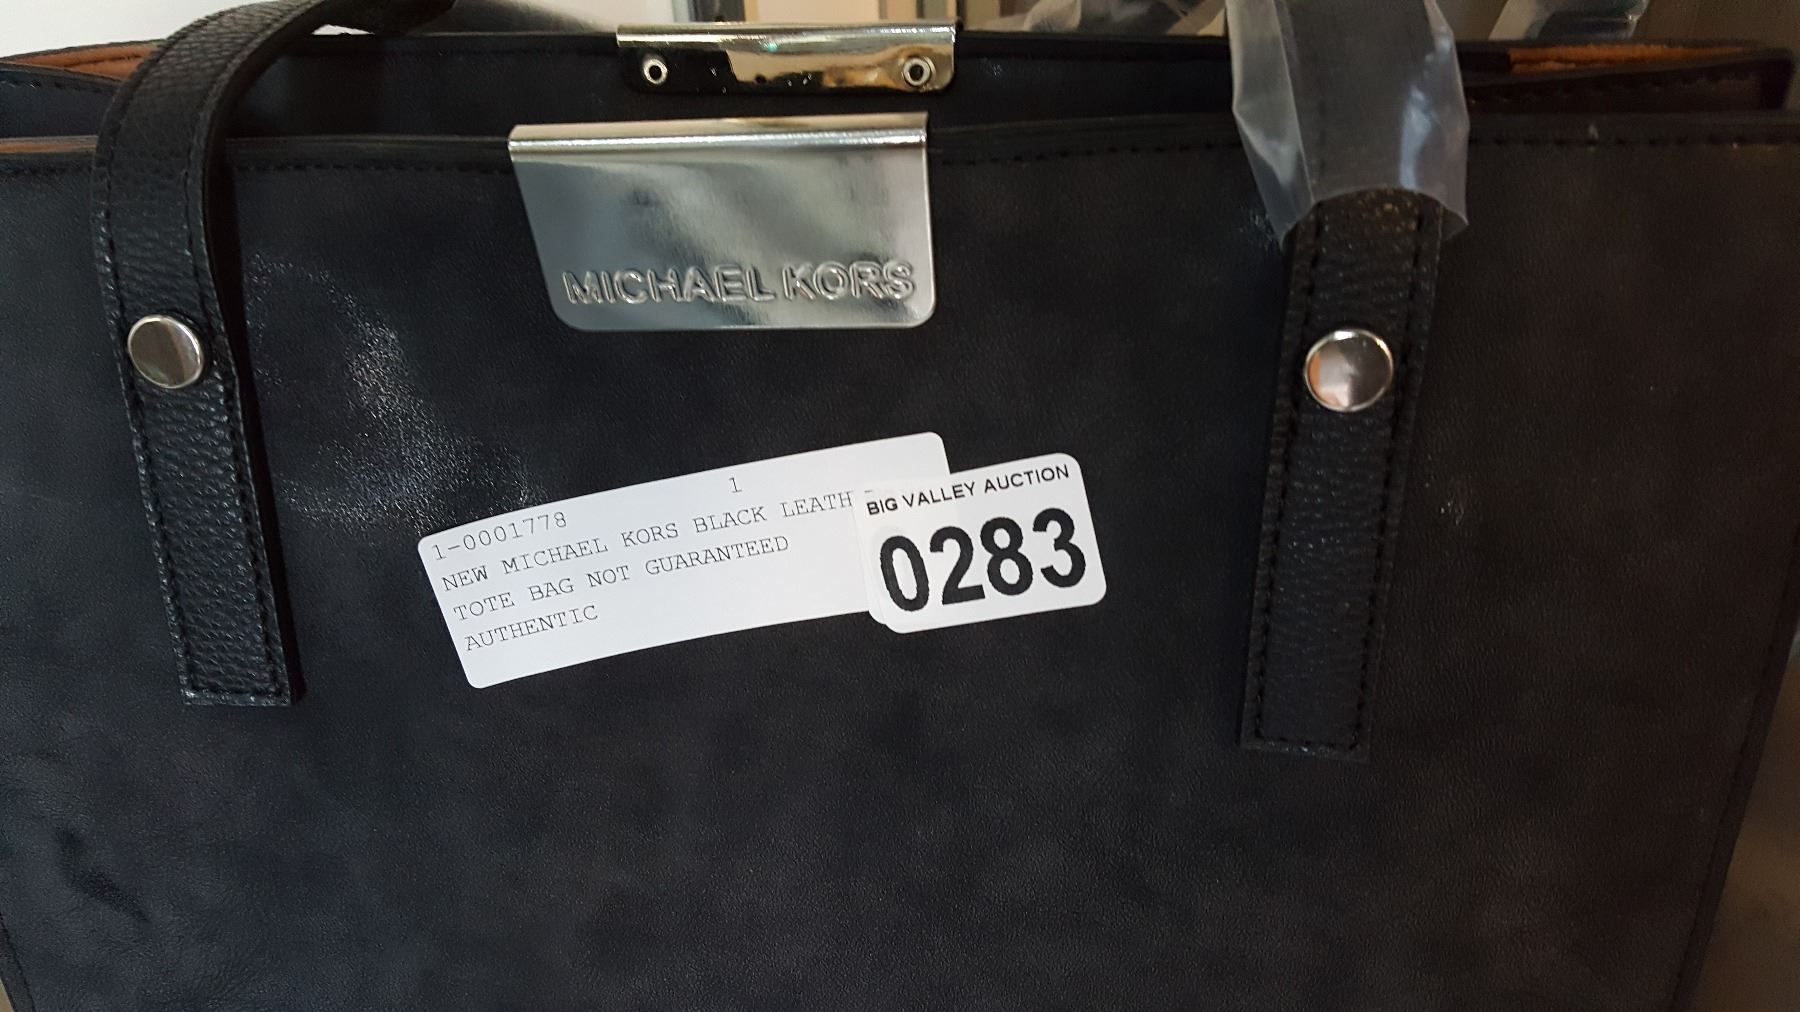 MICHAEL KORS
1
1-0001778
NEW MICHAEL KORS BLACK LEATH
TOTE BAG NOT GUARANTEED
AUTHENTIC
BIG VALLEY AUCTION
0283